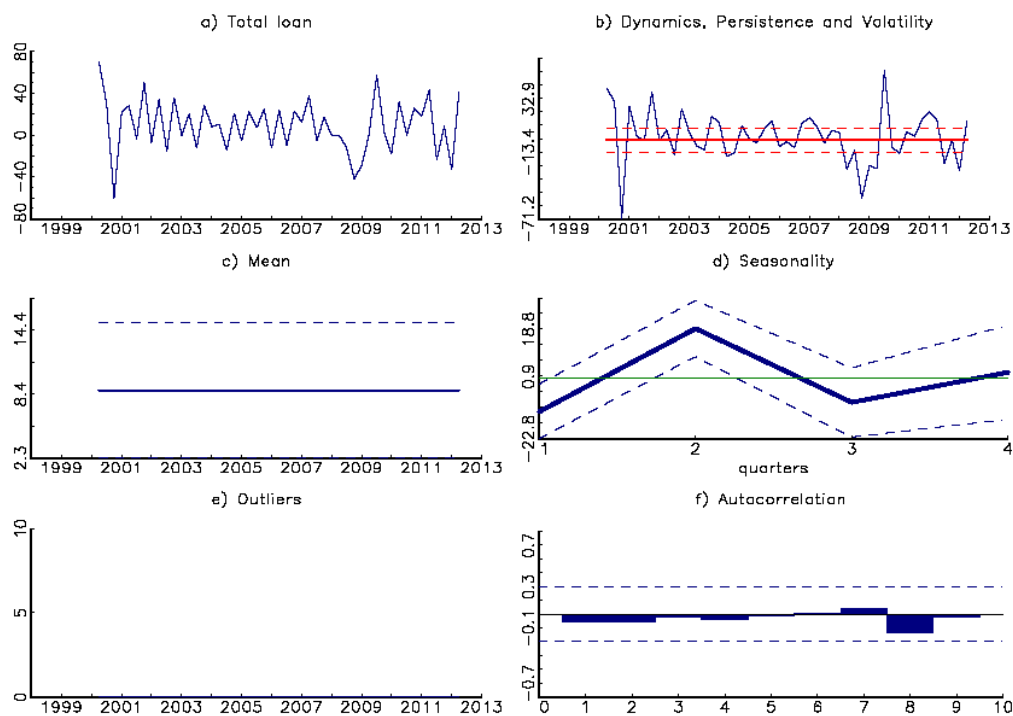 a) Total loan
80
40
0
−40
−80
1999 2001 2003 2005 2007 2009 2011 2013
b) Dynamics, Persistence and Volatility
32.9
−13.4
−71.2
1999 2001 2003 2005 2007 2009 2011 2013
c) Mean
14.4
8.4
2.3
1999 2001 2003 2005 2007 2009 2011 2013
d) Seasonality
18.8
0.9
−22.8
1 2 3 4
quarters
e) Outliers
10
5
0
1999 2001 2003 2005 2007 2009 2011 2013
f) Autocorrelation
0.7
0.3
−0.1
−0.7
0 1 2 3 4 5 6 7 8 9 10